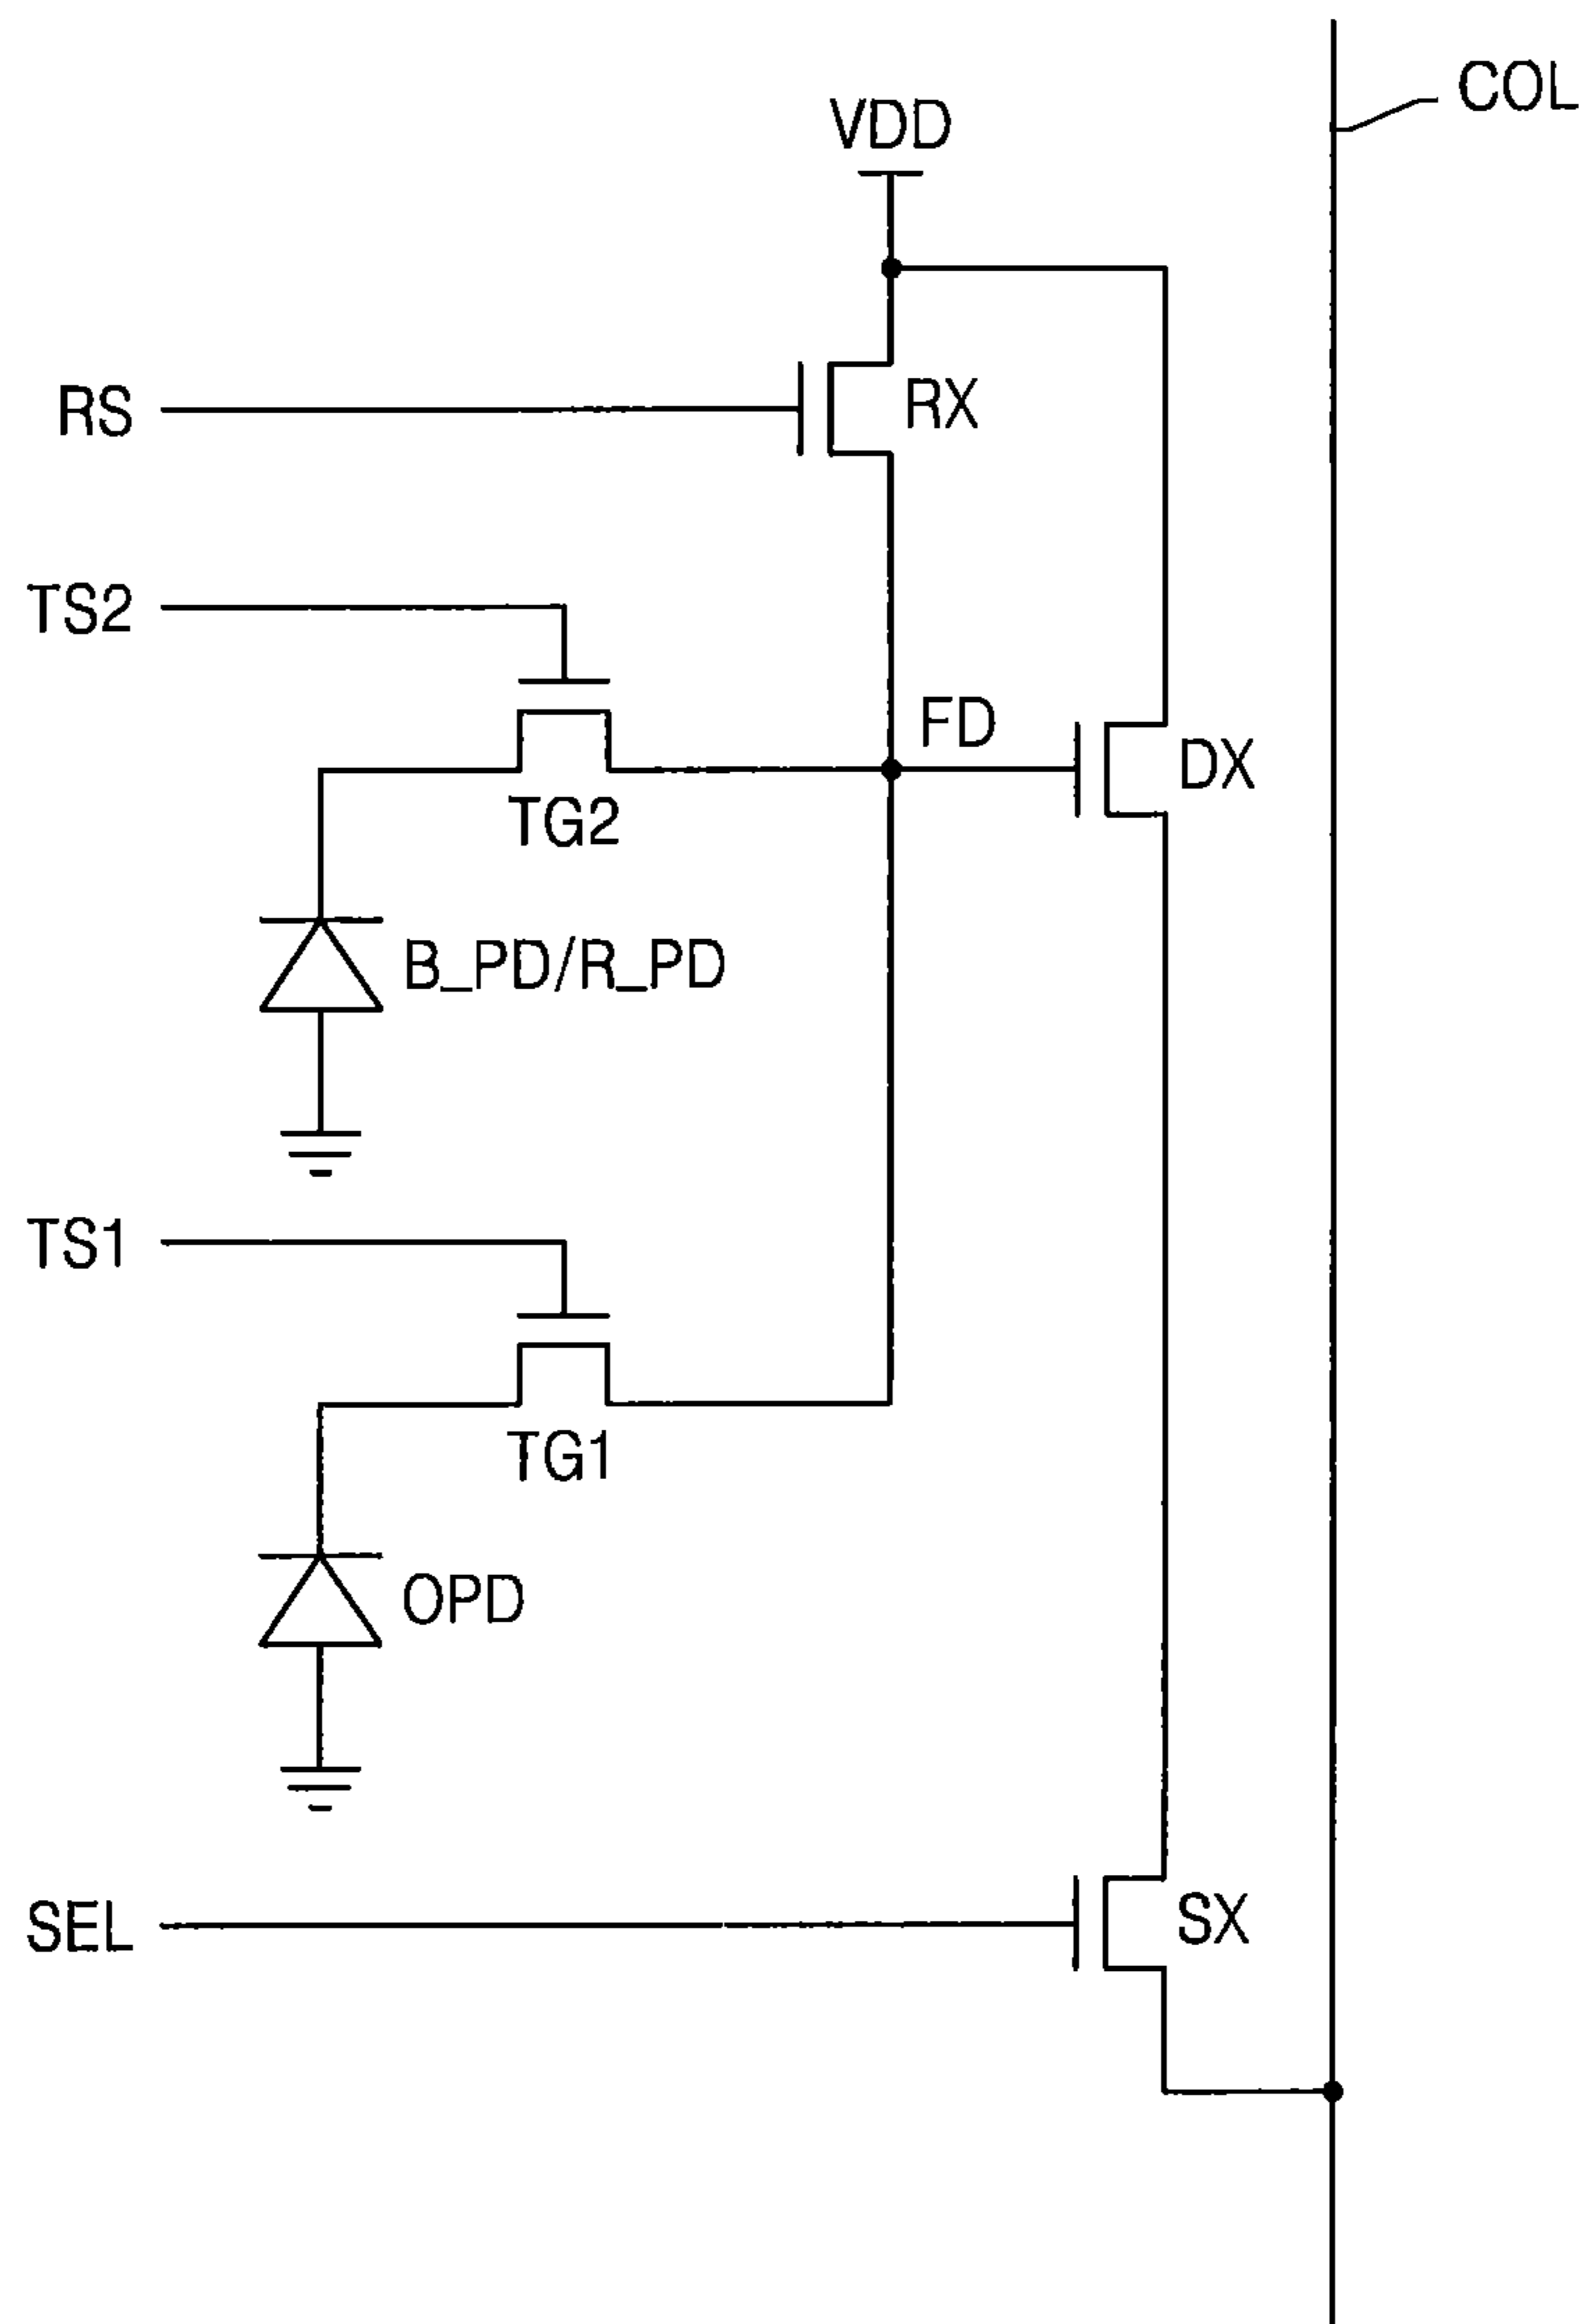 COL
VDD
RS
RX
TS2
FD
DX
TG2
B_PD/R_PD
TS1
TG1
OPD
SEL
SX